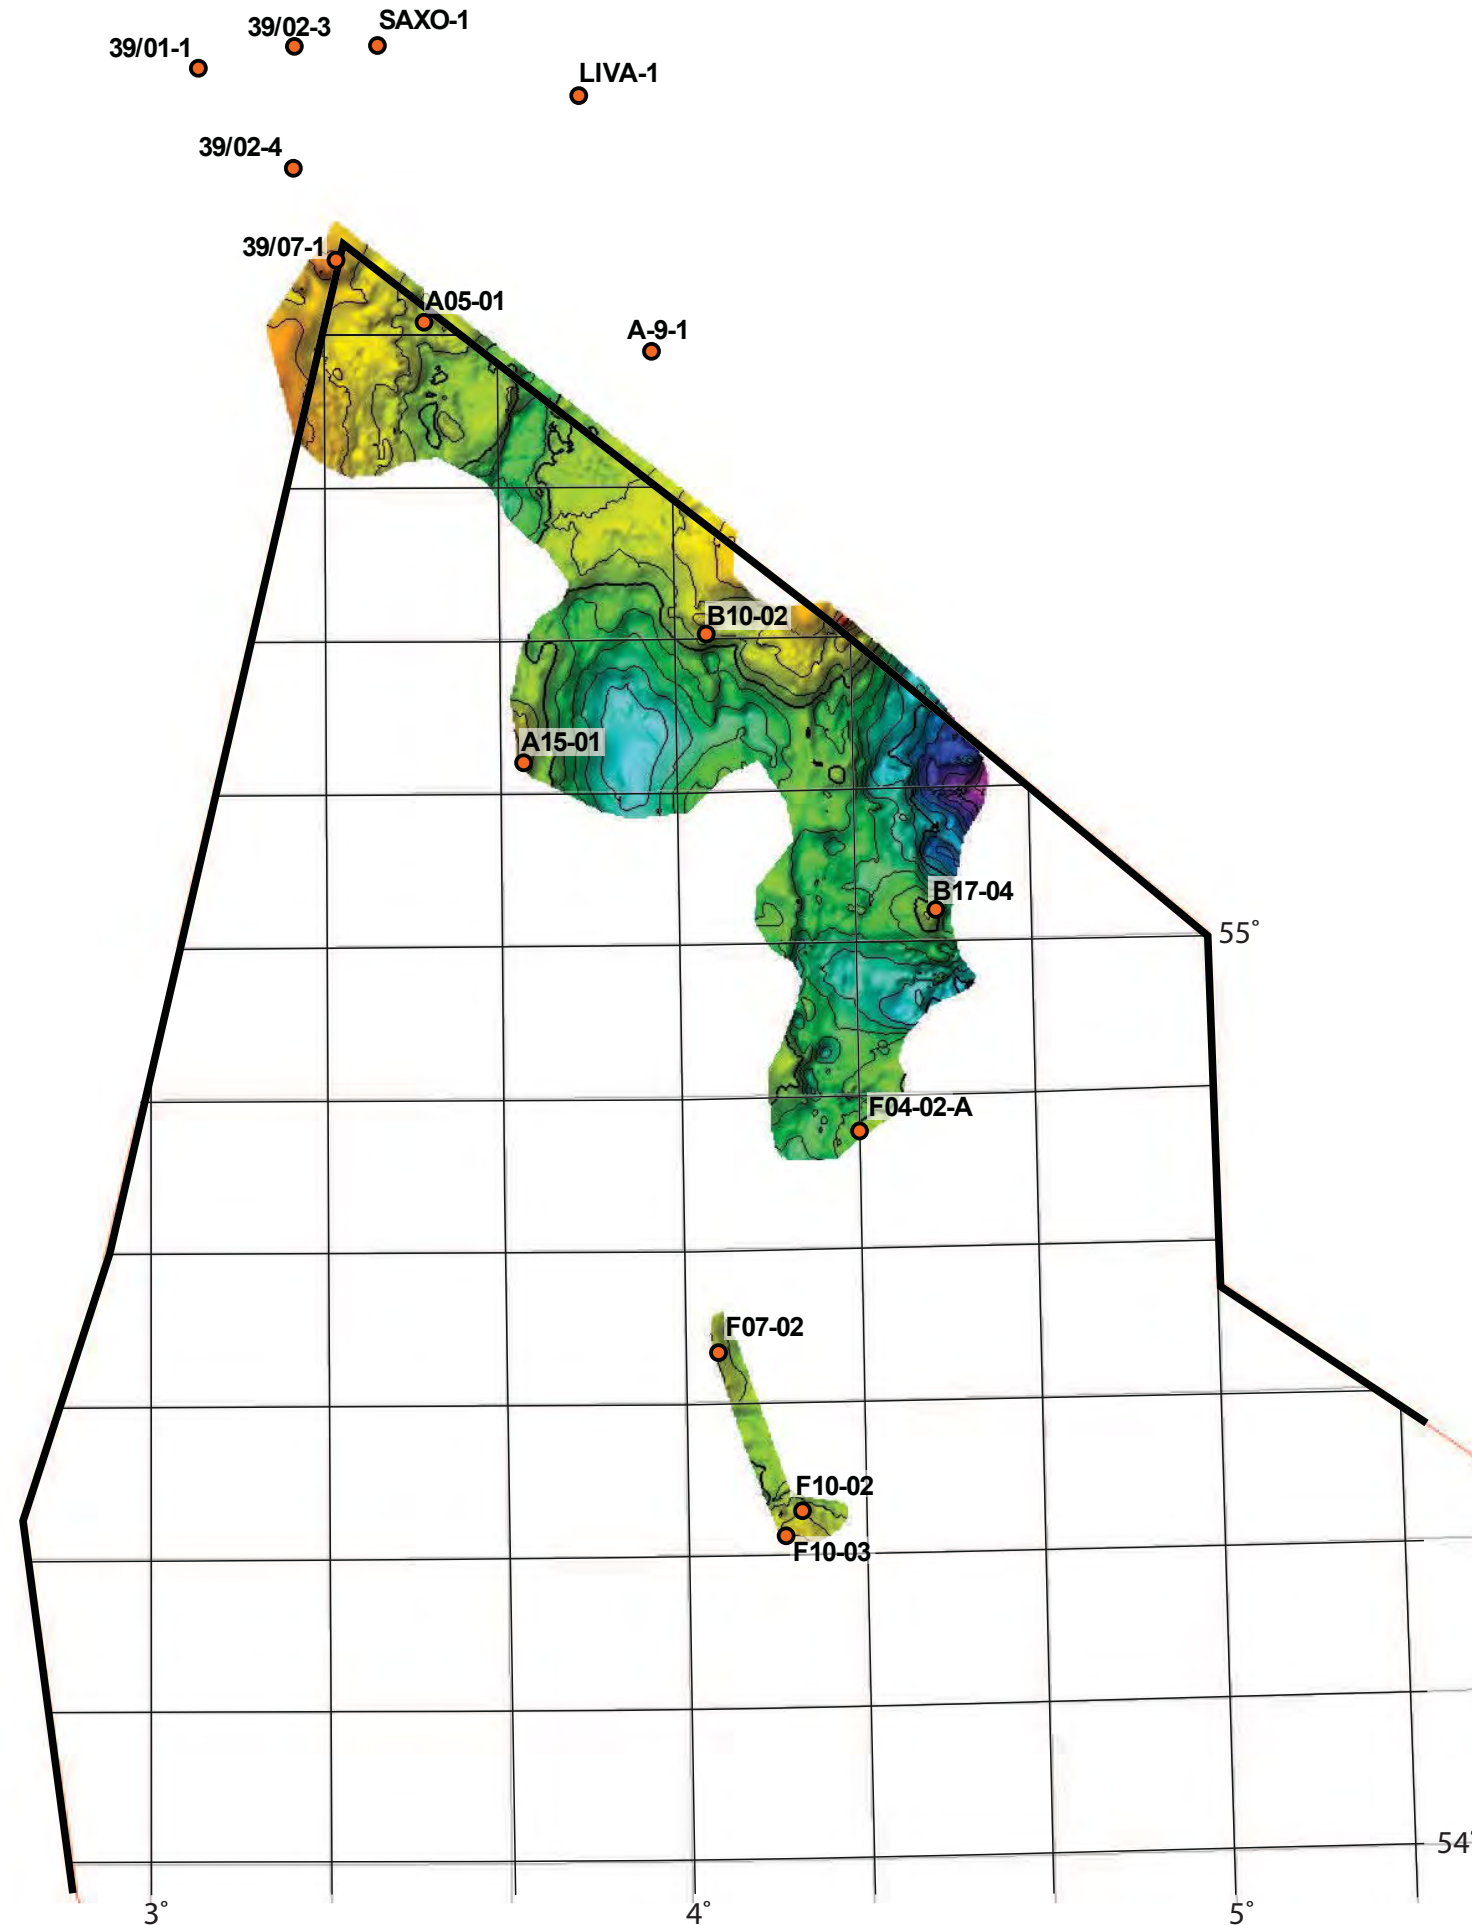 SAXO-1
39/02-3
39/01-1
LIVA-1
39/02-4
39/07-1
A05-01
A-9-1
B10-02
A15-01
B17-04
55°
F04-02-A
F07-02
F10-02
F10-03
54°
3°
4°
5°